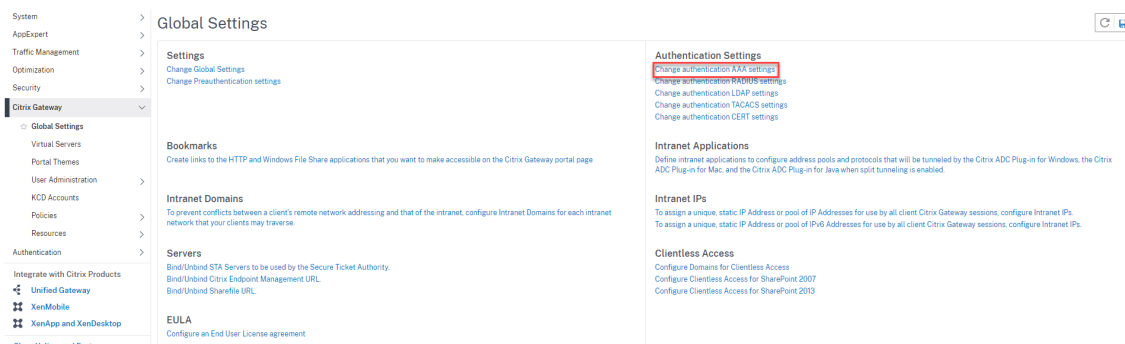 System
AppExpert
Traffic Management
Optimization
Security
Citrix Gateway
Global Settings
Virtual Servers
Portal Themes
User Administration
KCD Accounts
Policies
Resources
Authentication
Integrate with Citrix Products
Unified Gateway
XenMobile
XenApp and XenDesktop
Global Settings
Settings
Change Global Settings
Change Preauthentication settings
Authentication Settings
Change authentication AAA settings
Change authentication RADIUS settings
Change authentication LDAP settings
Change authentication TACACS settings
Change authentication CERT settings
Bookmarks
Create links to the HTTP and Windows File Share applications that you want to make accessible on the Citrix Gateway portal page
Intranet Applications
Define intranet applications to configure address pools and protocols that will be tunneled by the Citrix ADC Plug-in for Windows, the Citrix
ADC Plug-in for Mac, and the Citrix ADC Plug-in for Java when split tunneling is enabled.
Intranet Domains
To prevent conflicts between a client's remote network addressing and that of the intranet, configure Intranet Domains for each intranet
network that your clients may traverse.
Intranet IPs
To assign a unique, static IP Address or pool of IP Addresses for use by all client Citrix Gateway sessions, configure Intranet IPs.
To assign a unique, static IP Address or pool of IPv6 Addresses for use by all client Citrix Gateway sessions, configure Intranet IPs.
Servers
Bind/Unbind STA Servers to be used by the Secure Ticket Authority.
Bind/Unbind Citrix Endpoint Management URL.
Bind/Unbind Sharefile URL.
Clientless Access
Configure Domains for Clientless Access
Configure Clientless Access for SharePoint 2007
Configure Clientless Access for SharePoint 2013
EULA
Configure an End User License agreement